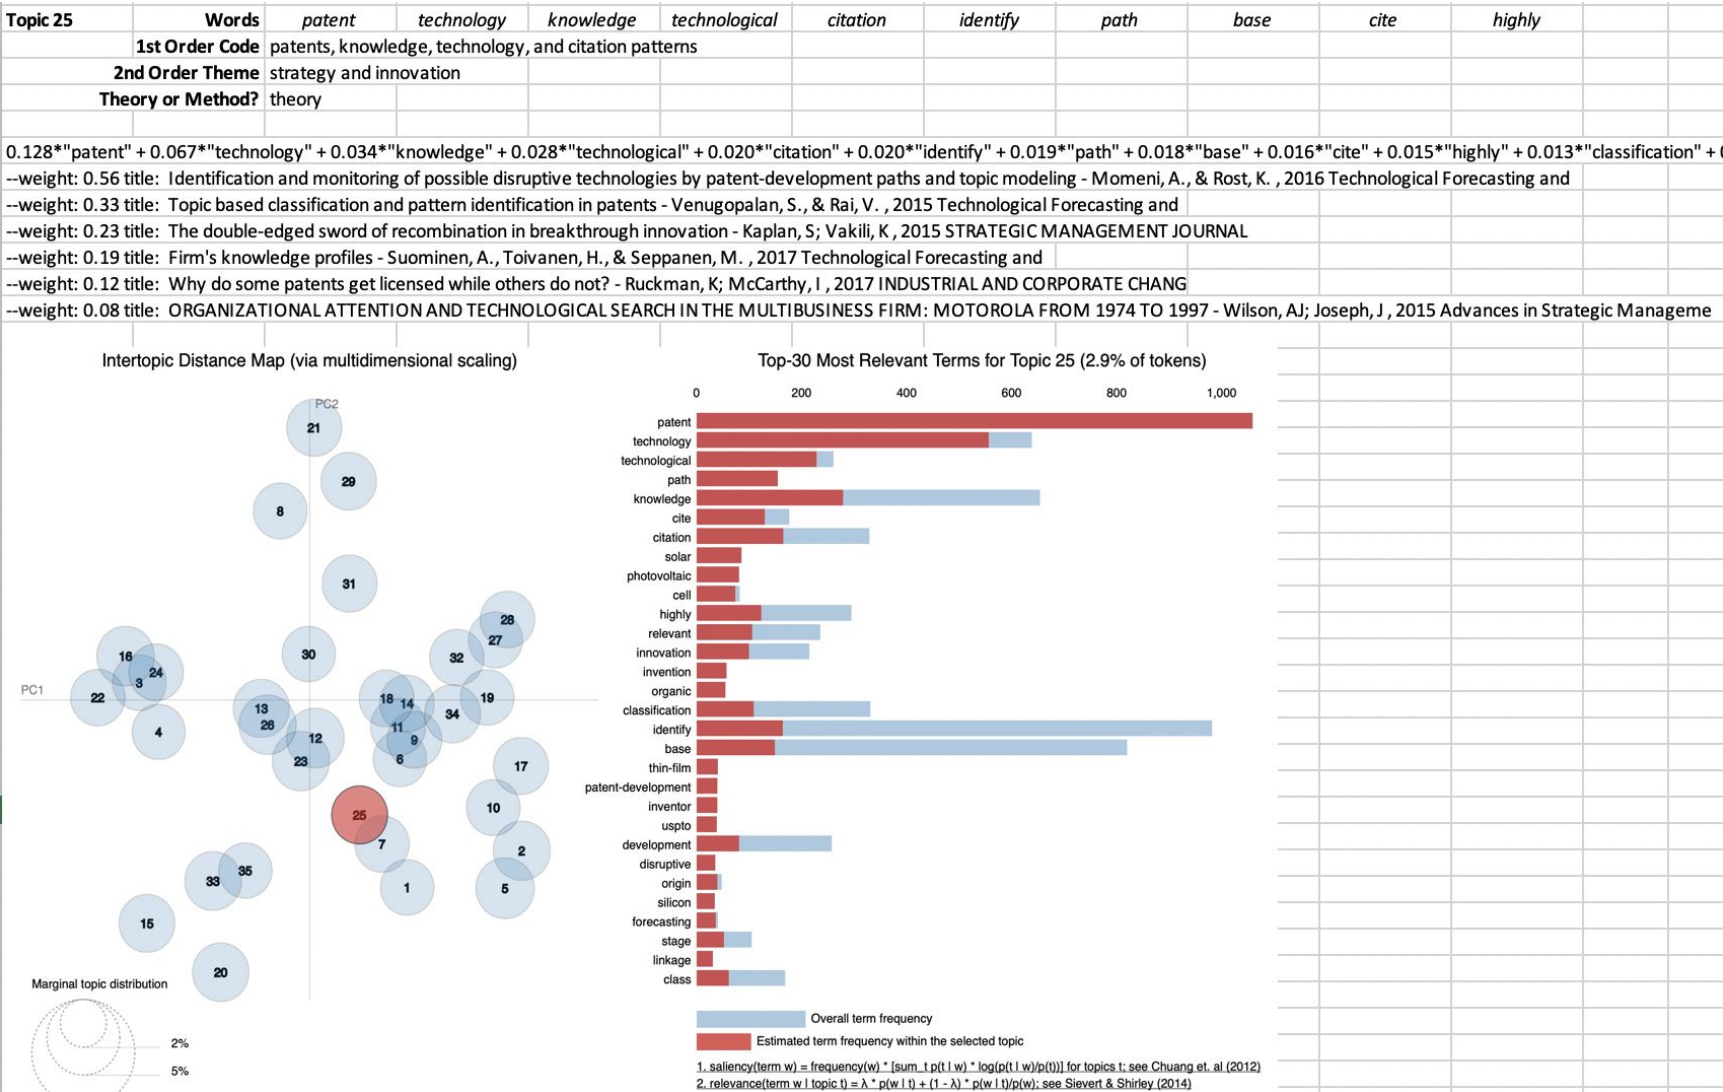 Topic 25 Words patent technology knowledge technological citation identify path base cite highly
1st Order Code patents, knowledge, technology, and citation patterns
2nd Order Theme strategy and innovation
Theory or Method? theory
0.128*"patent" + 0.067*"technology" + 0.034*"knowledge" + 0.028*"technological" + 0.020*"citation" + 0.020*"identify" + 0.019*"path" + 0.018*"base" + 0.016*"cite" + 0.015*"highly" + 0.013*"classification" + 0
--weight: 0.56 title: Identification and monitoring of possible disruptive technologies by patent-development paths and topic modeling - Momeni, A., & Rost, K. , 2016 Technological Forecasting and
--weight: 0.33 title: Topic based classification and pattern identification in patents - Venugopalan, S., & Rai, V. , 2015 Technological Forecasting and
--weight: 0.23 title: The double-edged sword of recombination in breakthrough innovation - Kaplan, S; Vakili, K , 2015 STRATEGIC MANAGEMENT JOURNAL
--weight: 0.19 title: Firm's knowledge profiles - Suominen, A., Toivanen, H., & Seppanen, M. , 2017 Technological Forecasting and
--weight: 0.12 title: Why do some patents get licensed while others do not? - Ruckman, K; McCarthy, I , 2017 INDUSTRIAL AND CORPORATE CHANG
--weight: 0.08 title: ORGANIZATIONAL ATTENTION AND TECHNOLOGICAL SEARCH IN THE MULTIBUSINESS FIRM: MOTOROLA FROM 1974 TO 1997 - Wilson, AJ; Joseph, J , 2015 Advances in Strategic Manageme
Intertopic Distance Map (via multidimensional scaling)
PC2
21
29
8
31
28
27
30
32
16
24
3
22
PC1
18
14
19
13
34
26
11
4
12
9
23
6
17
10
25
7
2
35
33
1
5
15
20
Marginal topic distribution
2%
5%
Top-30 Most Relevant Terms for Topic 25 (2.9% of tokens)
0 200 400 600 800 1,000
patent
technology
technological
path
knowledge
cite
citation
solar
photovoltaic
cell
highly
relevant
innovation
invention
organic
classification
identify
base
thin-film
patent-development
inventor
uspto
development
disruptive
origin
silicon
forecasting
stage
linkage
class
Overall term frequency
Estimated term frequency within the selected topic
1. saliency(term w) = frequency(w) * [sum_t p(t | w) * log(p(t | w)/p(t))] for topics t; see Chuang et. al (2012)
2. relevance(term w | topic t) = λ * p(w | t) + (1 - λ) * p(w | t)/p(w); see Sievert & Shirley (2014)